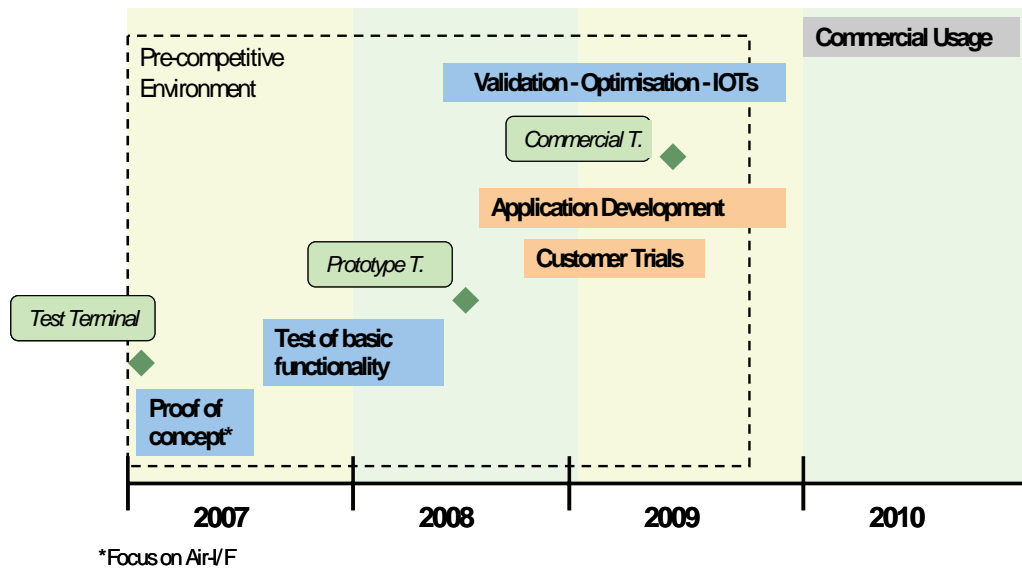 Commercial Usage
Pre-competitive
Environment
Validation - Optimisation - IOTs
Commercial T.
Application Development
Customer Trials
Prototype T.
Test Terminal
Test of basic
functionality
Proof of
concept*
2007
2008
2009
2010
*Focus on Air-I/F